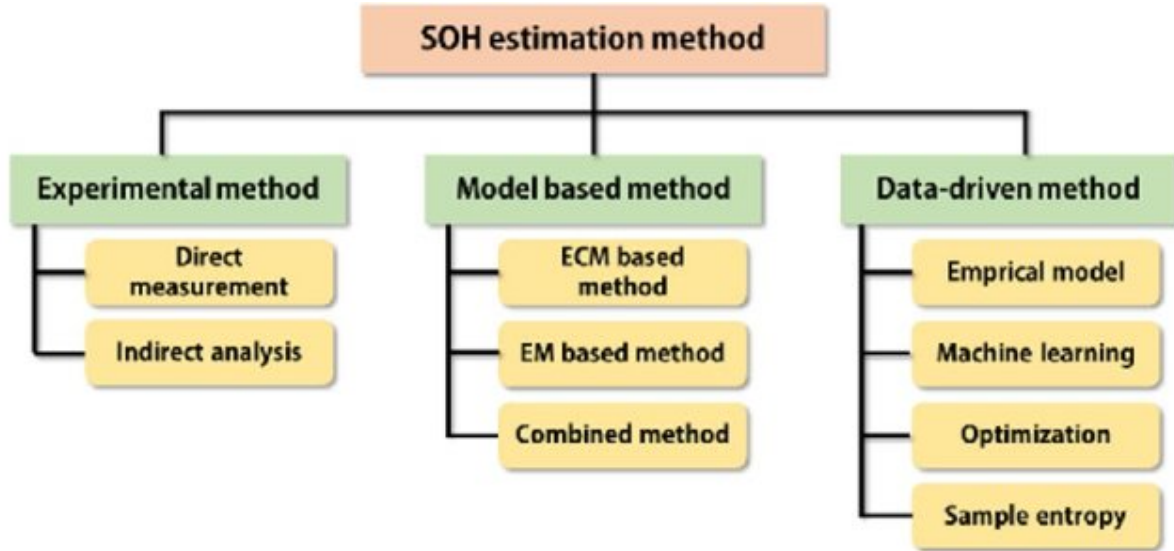 SOH estimation method
Experimental method
Direct
measurement
Indirect analysis
Model based method
ECM based
method
EM based method
Combined method
Data-driven method
Emprical model
Machine learning
Optimization
Sample entropy